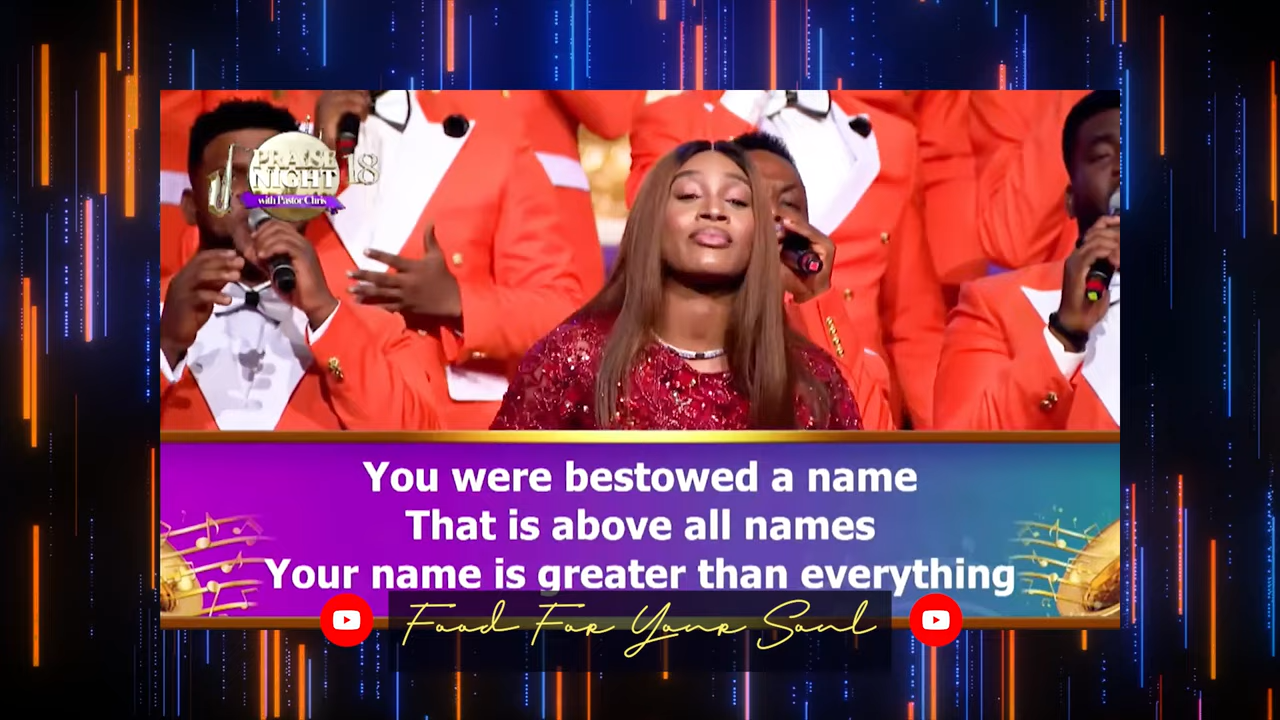 PRAISE
NIGHT 18
with Pastor Chris
You were bestowed a name
That is above all names
Your name is greater than everything
Food For Your Soul